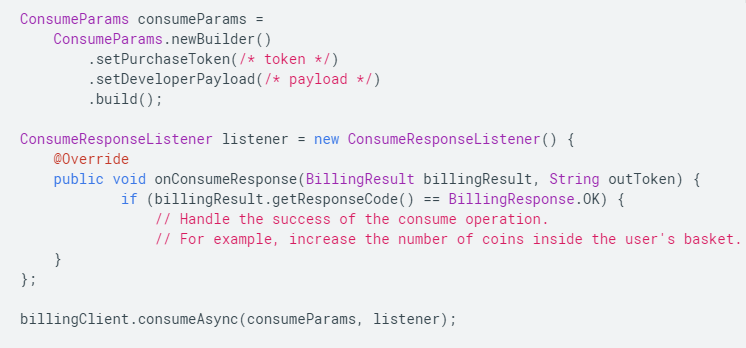 ConsumeParams consumeParams =
    ConsumeParams.newBuilder()
        .setPurchaseToken(/* token */)
        .setDeveloperPayload(/* payload */)
        .build();

ConsumeResponseListener listener = new ConsumeResponseListener() {
    @Override
    public void onConsumeResponse(BillingResult billingResult, String outToken) {
            if (billingResult.getResponseCode() == BillingResponse.OK) {
                // Handle the success of the consume operation.
                // For example, increase the number of coins inside the user's basket.
    }
};

billingClient.consumeAsync(consumeParams, listener);